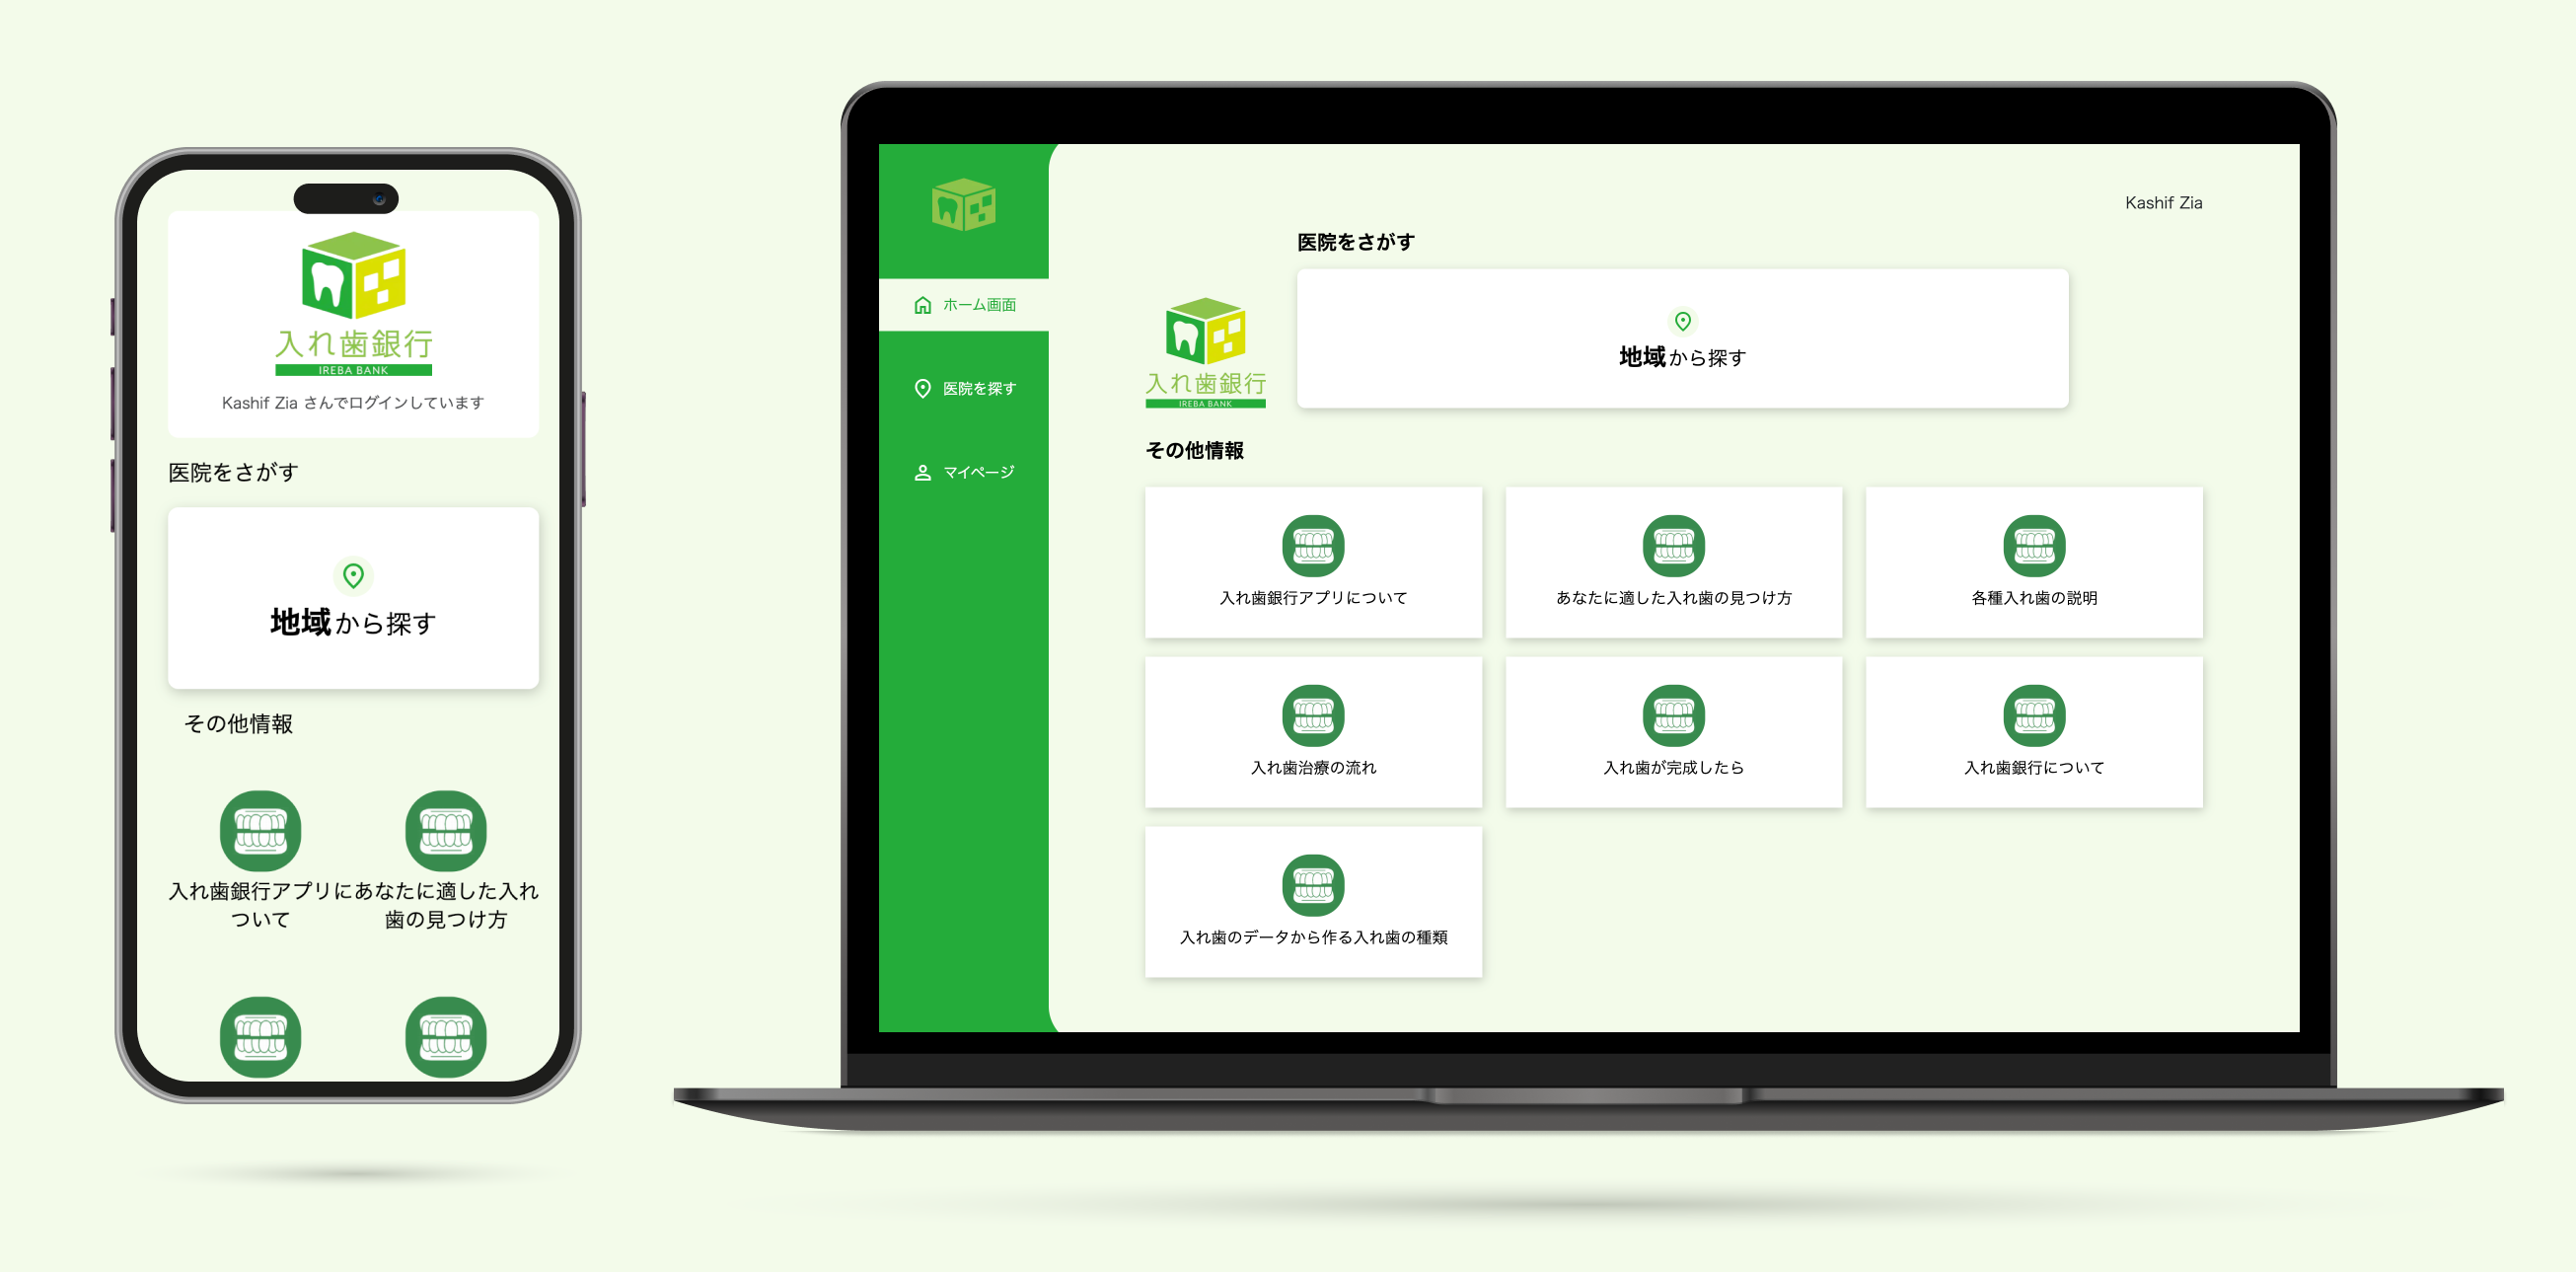 入れ歯銀行
IREBA BANK
Kashif Zia さんでログインしています
医院をさがす
地域から探す
その他情報
入れ歯銀行アプリに
ついて
あなたに適した入れ
歯の見つけ方
ホーム画面
医院を探す
マイページ
Kashif Zia
医院をさがす
入れ歯銀行
IREBA BANK
地域から探す
その他情報
入れ歯銀行アプリについて
あなたに適した入れ歯の見つけ方
各種入れ歯の説明
入れ歯治療の流れ
入れ歯が完成したら
入れ歯銀行について
入れ歯のデータから作る入れ歯の種類